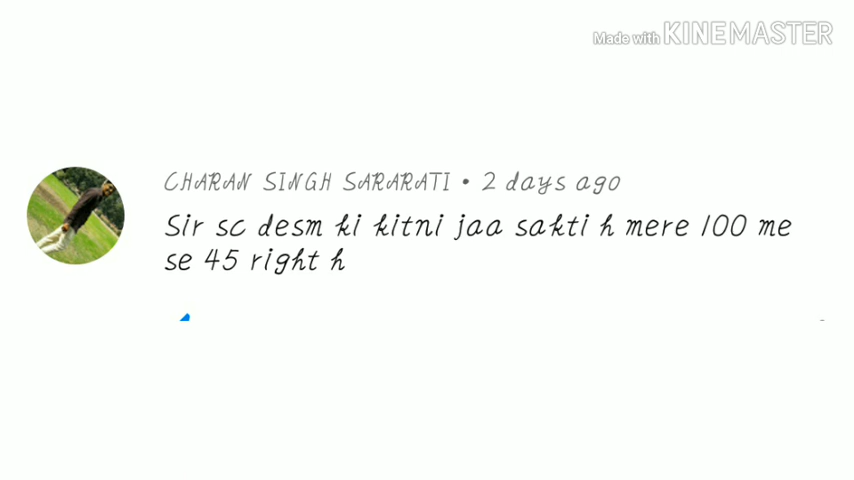 Made with KINEMASTER
CHARAN SINGH SARARATI • 2 days ago
Sir sc desm ki kitni jaa sakti h mere 100 me
se 45 right h